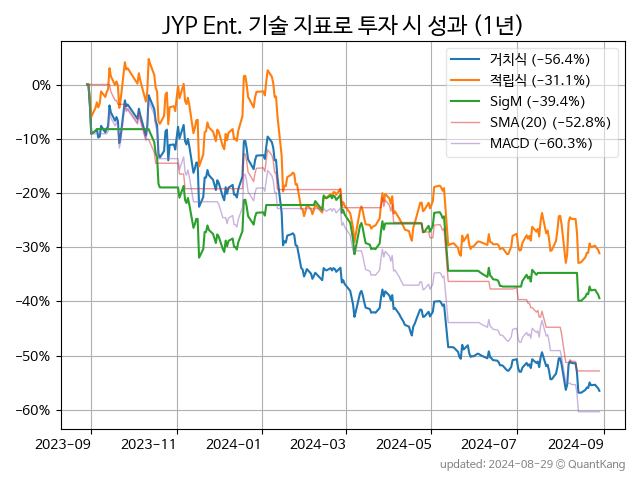 JYP Ent. 기술 지표로 투자 시 성과 (1년)
거치식 (−56.4%)
적립식 (−31.1%)
SigM (−39.4%)
SMA(20) (−52.8%)
MACD (−60.3%)
0%
−10%
−20%
−30%
−40%
−50%
−60%
2023-09 2023-11 2024-01 2024-03 2024-05 2024-07 2024-09
updated: 2024-08-29 © QuantKang